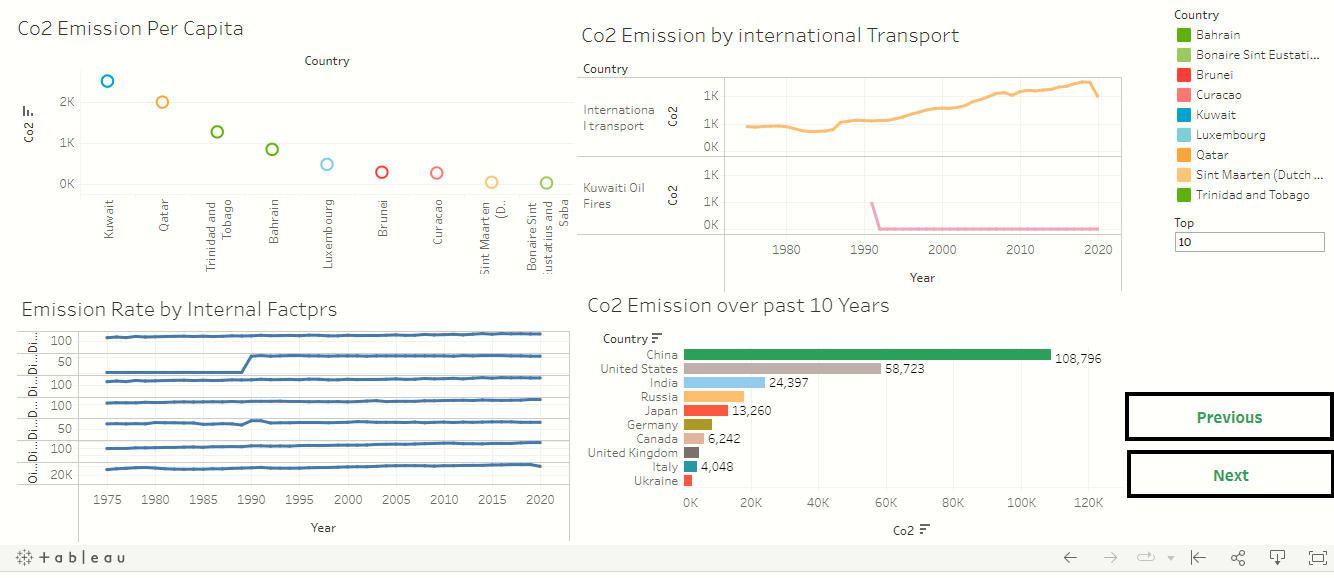 Co2 Emission Per Capita
Country
Co2
2K
1K
0K
Kuwait
Qatar
Trinidad and
Tobago
Bahrain
Luxembourg
Brunei
Curacao
Sint Maarten
(D..
Bonaire Sint
Eustatius and
Saba
Co2 Emission by international Transport
Country
Internationa
l transport
Co2
1K
1K
0K
Kuwaiti Oil
Fires
Co2
1K
1K
0K
1980
1990
2000
2010
2020
Year
Country
Bahrain
Bonaire Sint Eustati...
Brunei
Curacao
Kuwait
Luxembourg
Qatar
Sint Maarten (Dutch ...
Trinidad and Tobago
Top
10
Emission Rate by Internal Factprs
Di...
100
Di...
50
Di...
100
D...
100
Di...
50
Di...
100
Oi...
20K
1975
1980
1985
1990
1995
2000
2005
2010
2015
2020
Year
Co2 Emission over past 10 Years
Country
China
108,796
United States
58,723
India
24,397
Russia
Japan
13,260
Germany
Canada
6,242
United Kingdom
Italy
4,048
Ukraine
0K
20K
40K
60K
80K
100K
120K
Co2
Previous
Next
+ableau